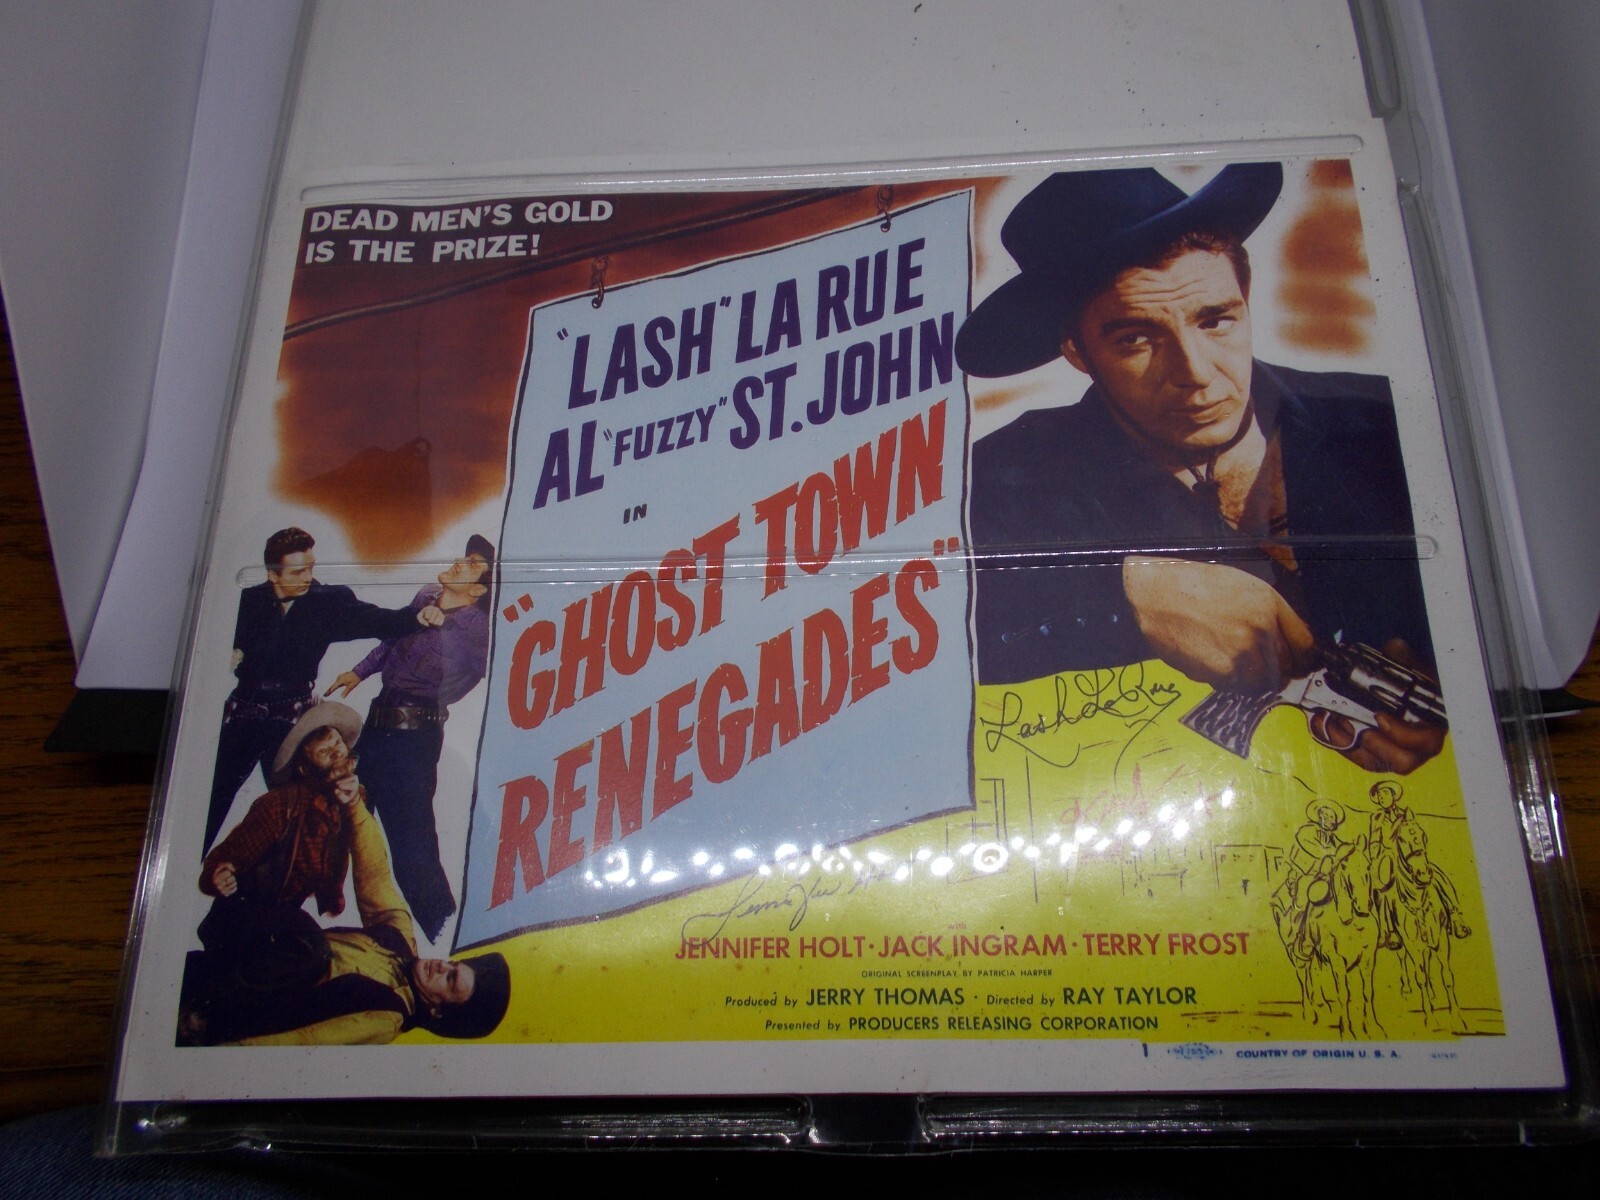 DEAD MEN'S GOLD
IS THE PRIZE!
"LASH" LA RUE
AL "FUZZY" ST. JOHN
IN
"GHOST TOWN
RENEGADES"
Lash LaRue
with
JENNIFER HOLT · JACK INGRAM · TERRY FROST
ORIGINAL SCREENPLAY BY PATRICIA HARPER
Produced by JERRY THOMAS · Directed by RAY TAYLOR
Presented by PRODUCERS RELEASING CORPORATION
COUNTRY OF ORIGIN U. S. A.